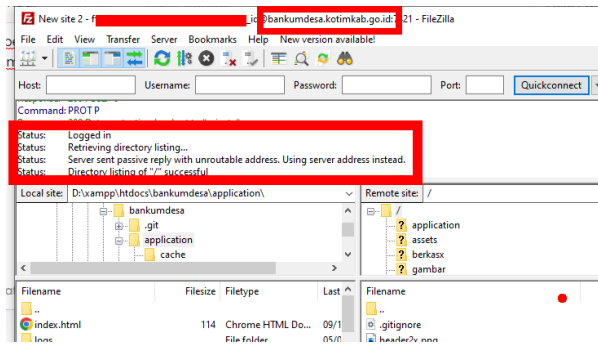 New site 2 - f
_id@bankumdesa.kotimkab.go.id:7421 - FileZilla
File Edit View Transfer Server Bookmarks Help New version available!
Host: Username: Password: Port: Quickconnect
Command: PROT P
Status: Logged in
Status: Retrieving directory listing...
Status: Server sent passive reply with unroutable address. Using server address instead.
Status: Directory listing of "/" successful
Local site: D:\xampp\htdocs\bankumdesa\application\
Remote site: /
bankumdesa
.git
application
cache
/
application
assets
berkasx
gambar
Filename Filesize Filetype Last
..
index.html 114 Chrome HTML Do... 09/1
logs File folder 05/0
Filename
..
.gitignore
header2x.png